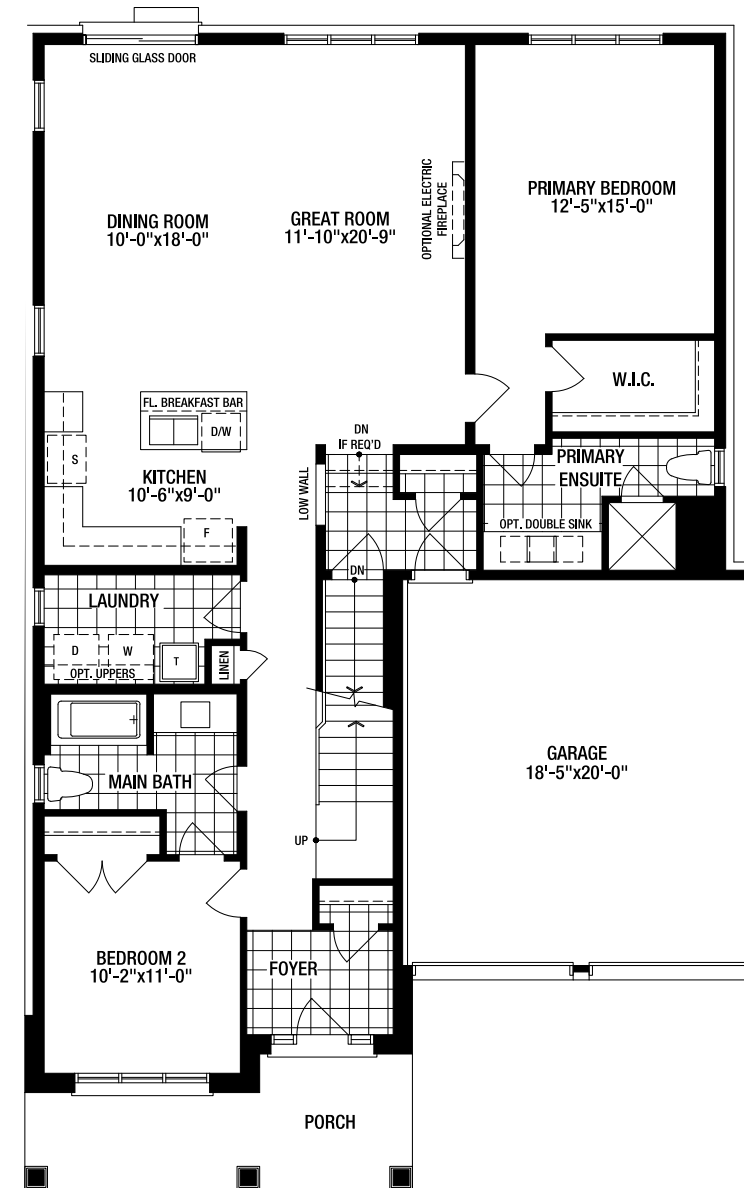 SLIDING GLASS DOOR
DINING ROOM
10'-0"x18'-0"
GREAT ROOM
11'-10"x20'-9"
OPTIONAL ELECTRIC
FIREPLACE
PRIMARY BEDROOM
12'-5"x15'-0"
W.I.C.
FL. BREAKFAST BAR
D/W
S
KITCHEN
10'-6"x9'-0"
F
LOW WALL
DN
IF REQ'D
PRIMARY
ENSUITE
OPT. DOUBLE SINK
DN
LAUNDRY
D
W
T
OPT. UPPERS
LINEN
MAIN BATH
GARAGE
18'-5"x20'-0"
UP
BEDROOM 2
10'-2"x11'-0"
FOYER
PORCH